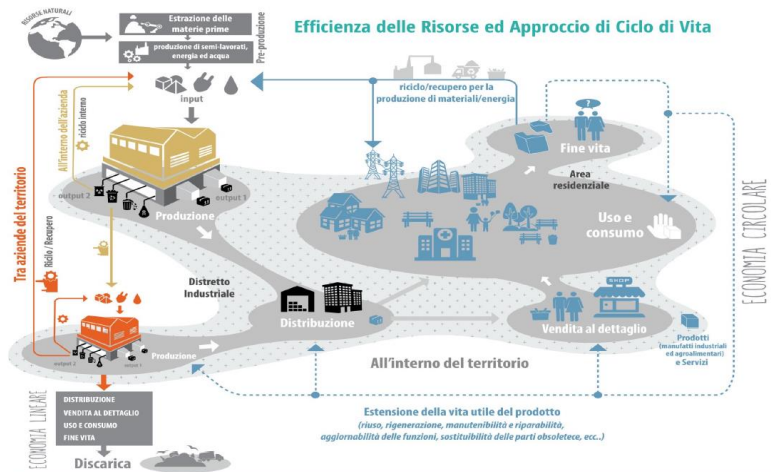 Efficienza delle Risorse ed Approccio di Ciclo di Vita
RISORSE NATURALI
Estrazione delle
materie prime
produzione di semi-lavorati,
energia ed acqua
Pre-produzione
input
riciclo/recupero per la
produzione di materiali/energia
?
Fine vita
Area
residenziale
Uso e
consumo
All'interno dell'azienda
riciclo interno
Tra aziende del territorio
Riciclo / Recupero
output 2
output 1
Produzione
Distretto
Industriale
Distribuzione
SHOP
Vendita al dettaglio
Prodotti
(manufatti industriali
ed agroalimentari)
e Servizi
ECONOMIA CIRCOLARE
output 2
output 1
Produzione
All'interno del territorio
ECONOMIA LINEARE
DISTRIBUZIONE
VENDITA AL DETTAGLIO
USO E CONSUMO
FINE VITA
Discarica
Estensione della vita utile del prodotto
(riuso, rigenerazione, manutenibilità e riparabilità,
aggiornabilità delle funzioni, sostituibilità delle parti obsoletece, ecc..)